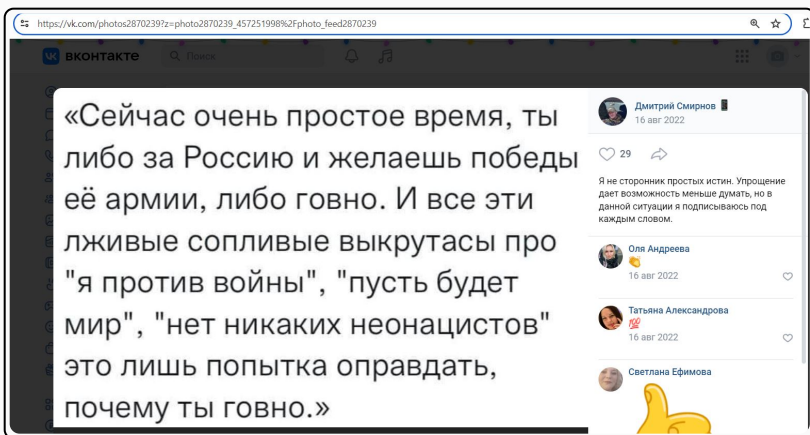 https://vk.com/photos2870239?z=photo2870239_457251998%2Fphoto_feed2870239
вконтакте
Поиск
«Сейчас очень простое время, ты
либо за Россию и желаешь победы
её армии, либо говно. И все эти
лживые сопливые выкрутасы про
"я против войны", "пусть будет
мир", "нет никаких неонацистов"
это лишь попытка оправдать,
почему ты говно.»
Дмитрий Смирнов
16 авг 2022
29
Я не сторонник простых истин. Упрощение
дает возможность меньше думать, но в
данной ситуации я подписываюсь под
каждым словом.
Оля Андреева
👏
16 авг 2022
Татьяна Александрова
💯
16 авг 2022
Светлана Ефимова